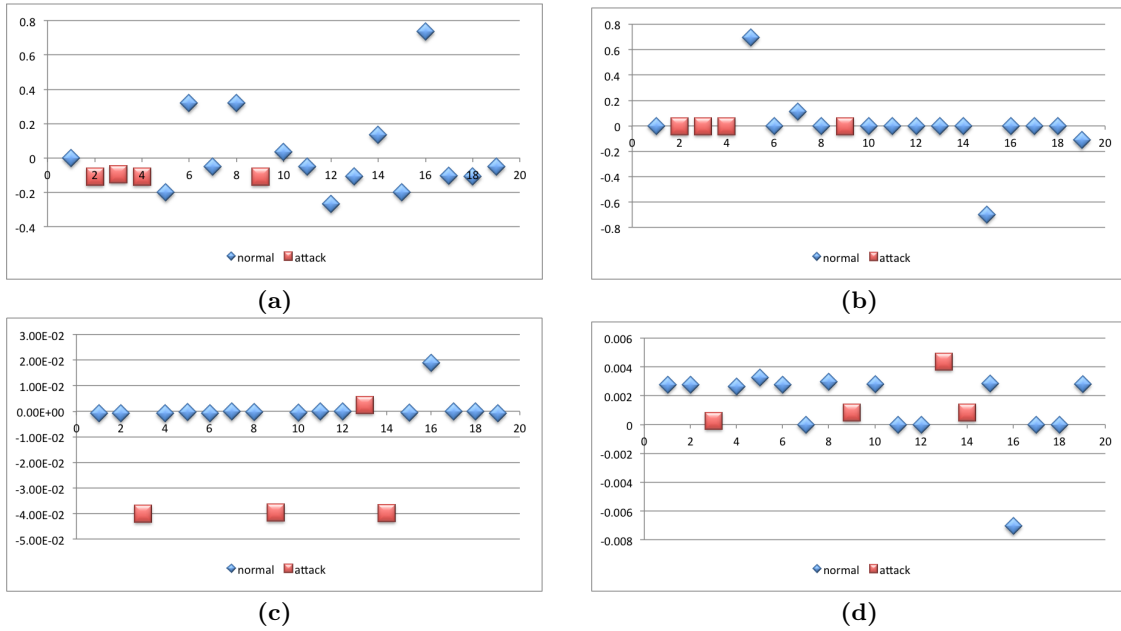 0.8
0.6
0.4
0.2
0
-0.2
-0.4
0 2 4 6 8 10 12 14 16 18 20
normal attack
(a)
0.8
0.6
0.4
0.2
0
-0.2
-0.4
-0.6
-0.8
0 2 4 6 8 10 12 14 16 18 20
normal attack
(b)
3.00E-02
2.00E-02
1.00E-02
0.00E+00
-1.00E-02
-2.00E-02
-3.00E-02
-4.00E-02
-5.00E-02
0 2 4 6 8 10 12 14 16 18 20
normal attack
(c)
0.006
0.004
0.002
0
-0.002
-0.004
-0.006
-0.008
0 2 4 6 8 10 12 14 16 18 20
normal attack
(d)